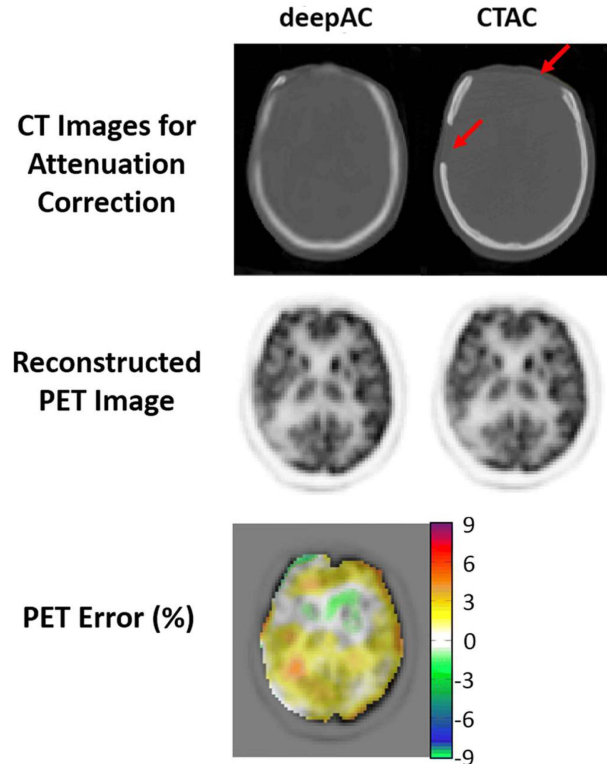 deepAC CTAC
CT Images for
Attenuation
Correction
Reconstructed
PET Image
PET Error (%)
9
6
3
0
-3
-6
-9